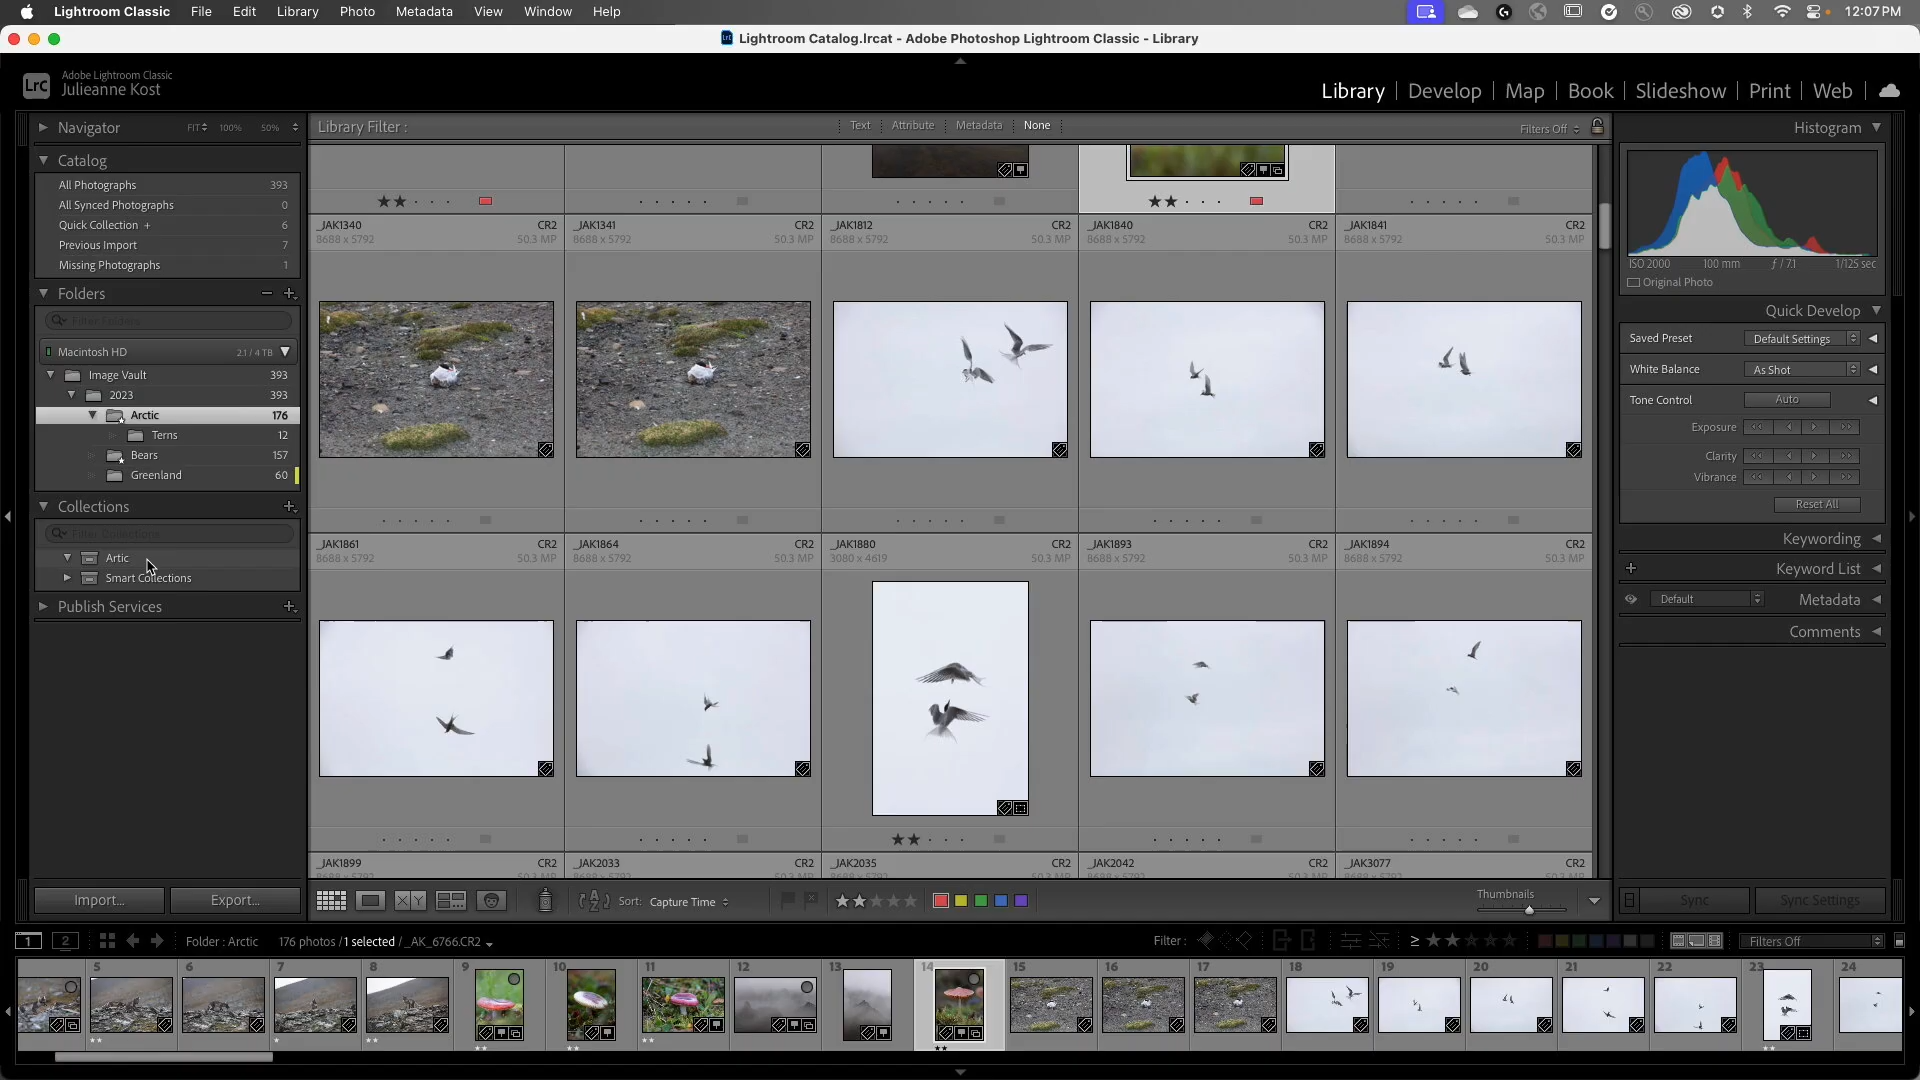 Lightroom Classic File Edit Library Photo Metadata View Window Help 12:07 PM
Lightroom Catalog.lrcat - Adobe Photoshop Lightroom Classic - Library
LrC
Adobe Lightroom Classic
Julieanne Kost
Library | Develop | Map | Book | Slideshow | Print | Web
Navigator FIT 100% 50%
Catalog
All Photographs 393
All Synced Photographs 0
Quick Collection + 6
Previous Import 7
Missing Photographs 1
Folders
Filter Folders
Macintosh HD 2.1 / 4 TB
Image Vault 393
2023 393
Arctic 176
Terns 12
Bears 157
Greenland 60
Collections
Filter Collections
Artic
Smart Collections
Publish Services
Import... Export...
Library Filter : Text Attribute Metadata None Filters Off
_JAK1340 CR2 _JAK1341 CR2 _JAK1812 CR2 _JAK1840 CR2 _JAK1841 CR2
8688 x 5792 50.3 MP 8688 x 5792 50.3 MP 8688 x 5792 50.3 MP 8688 x 5792 50.3 MP 8688 x 5792 50.3 MP
_JAK1861 CR2 _JAK1864 CR2 _JAK1880 CR2 _JAK1893 CR2 _JAK1894 CR2
8688 x 5792 50.3 MP 8688 x 5792 50.3 MP 3080 x 4619 50.3 MP 8688 x 5792 50.3 MP 8688 x 5792 50.3 MP
_JAK1899 CR2 _JAK2033 CR2 _JAK2035 CR2 _JAK2042 CR2 _JAK3077 CR2
Sort: Capture Time Thumbnails
Histogram
ISO 2000 100 mm ƒ / 7.1 1/125 sec
Original Photo
Quick Develop
Saved Preset Default Settings
White Balance As Shot
Tone Control Auto
Exposure
Clarity
Vibrance
Reset All
Keywording
Keyword List
Default Metadata
Comments
Sync Sync Settings
1 2 Folder : Arctic 176 photos / 1 selected / _AK_6766.CR2 Filter : ≥ Filters Off
5 6 7 8 9 10 11 12 13 14 15 16 17 18 19 20 21 22 23 24